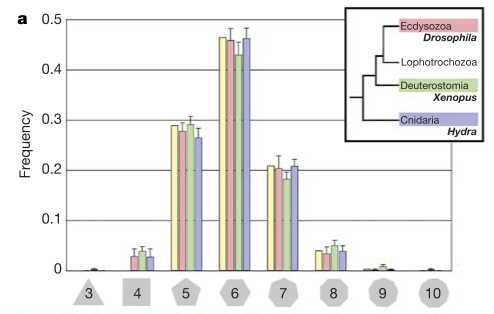 a
0.5
0.4
0.3
0.2
0.1
0
Frequency
Ecdysozoa
Drosophila
Lophotrochozoa
Deuterostomia
Xenopus
Cnidaria
Hydra
3 4 5 6 7 8 9 10